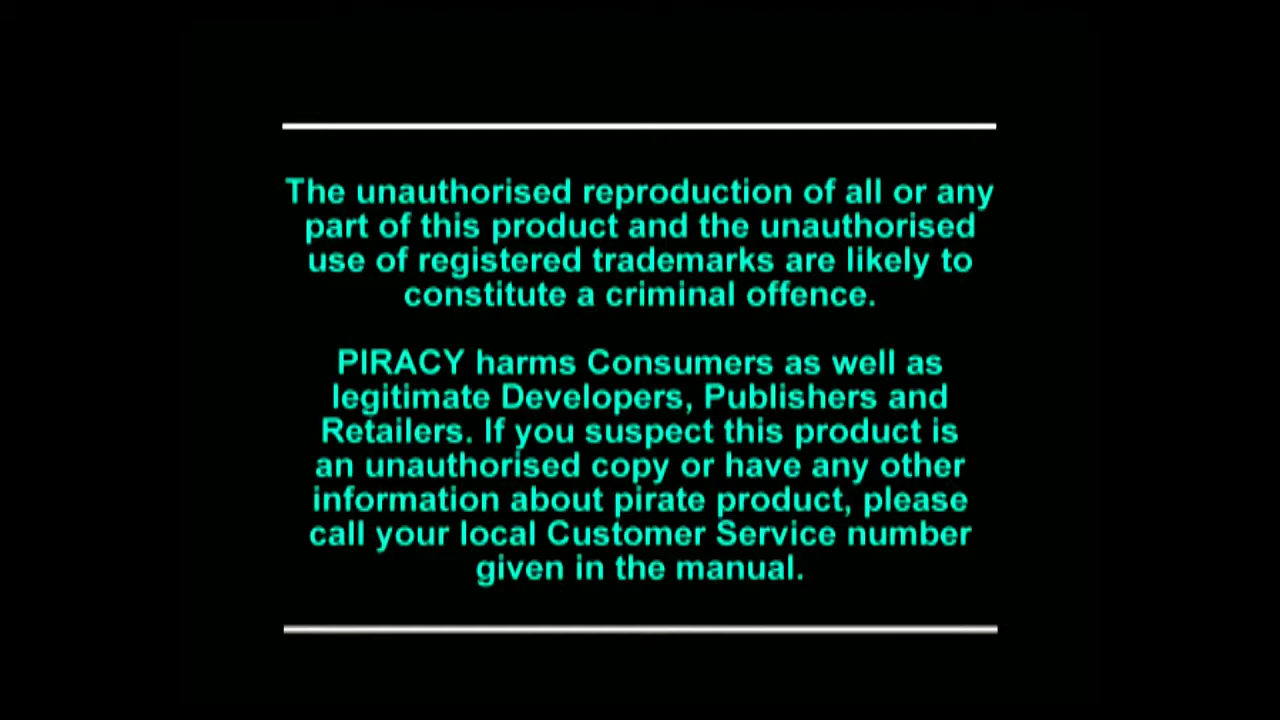 The unauthorised reproduction of all or any
part of this product and the unauthorised
use of registered trademarks are likely to
constitute a criminal offence.
PIRACY harms Consumers as well as
legitimate Developers, Publishers and
Retailers. If you suspect this product is
an unauthorised copy or have any other
information about pirate product, please
call your local Customer Service number
given in the manual.